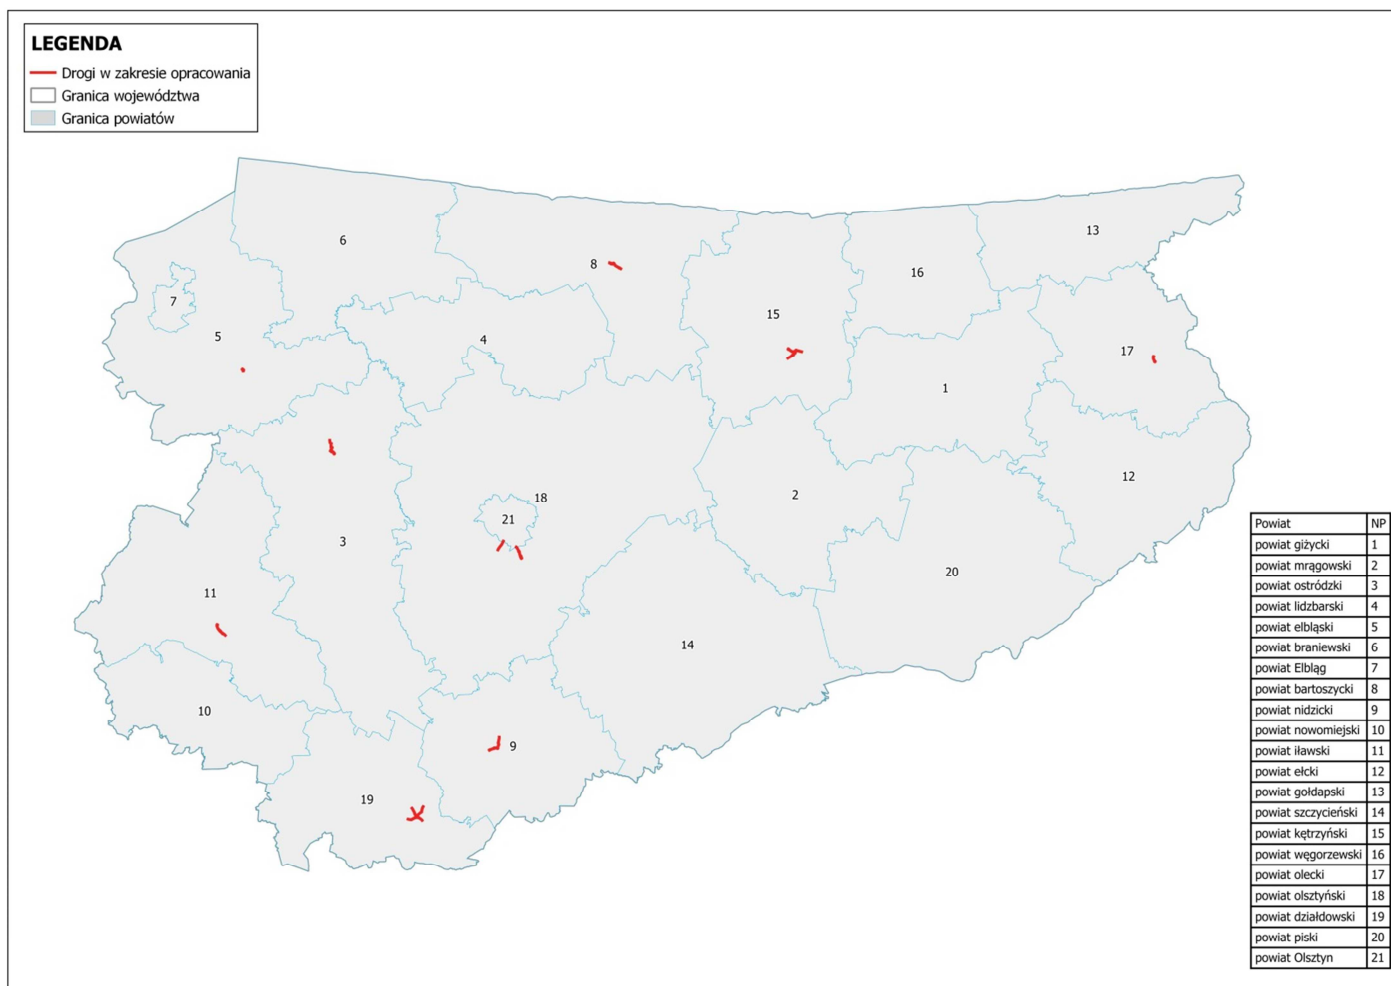 LEGENDA
Drogi w zakresie opracowania
Granica województwa
Granica powiatów
6
13
8
16
7
15
5
4
17
1
12
2
18
21
3
20
11
14
10
9
19
Powiat NP
powiat giżycki 1
powiat mrągowski 2
powiat ostródzki 3
powiat lidzbarski 4
powiat elbląski 5
powiat braniewski 6
powiat Elbląg 7
powiat bartoszycki 8
powiat nidzicki 9
powiat nowomiejski 10
powiat iławski 11
powiat ełcki 12
powiat gołdapski 13
powiat szczycieński 14
powiat kętrzyński 15
powiat węgorzewski 16
powiat olecki 17
powiat olsztyński 18
powiat działdowski 19
powiat piski 20
powiat Olsztyn 21